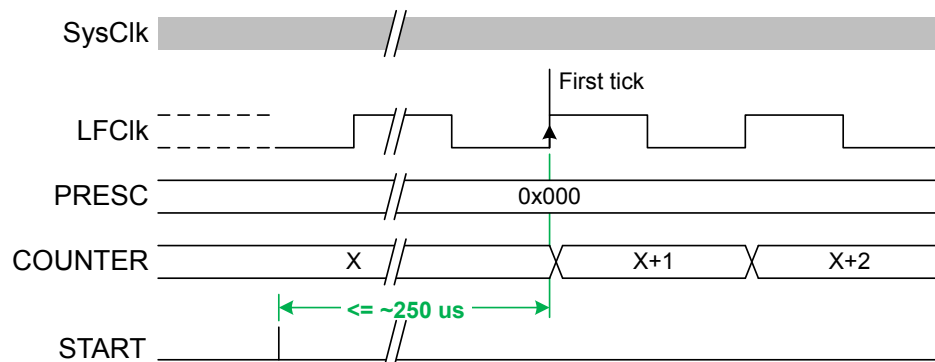 SysClk
First tick
LFClk
PRESC
0x000
COUNTER
X
X+1
X+2
<= ~250 us
START